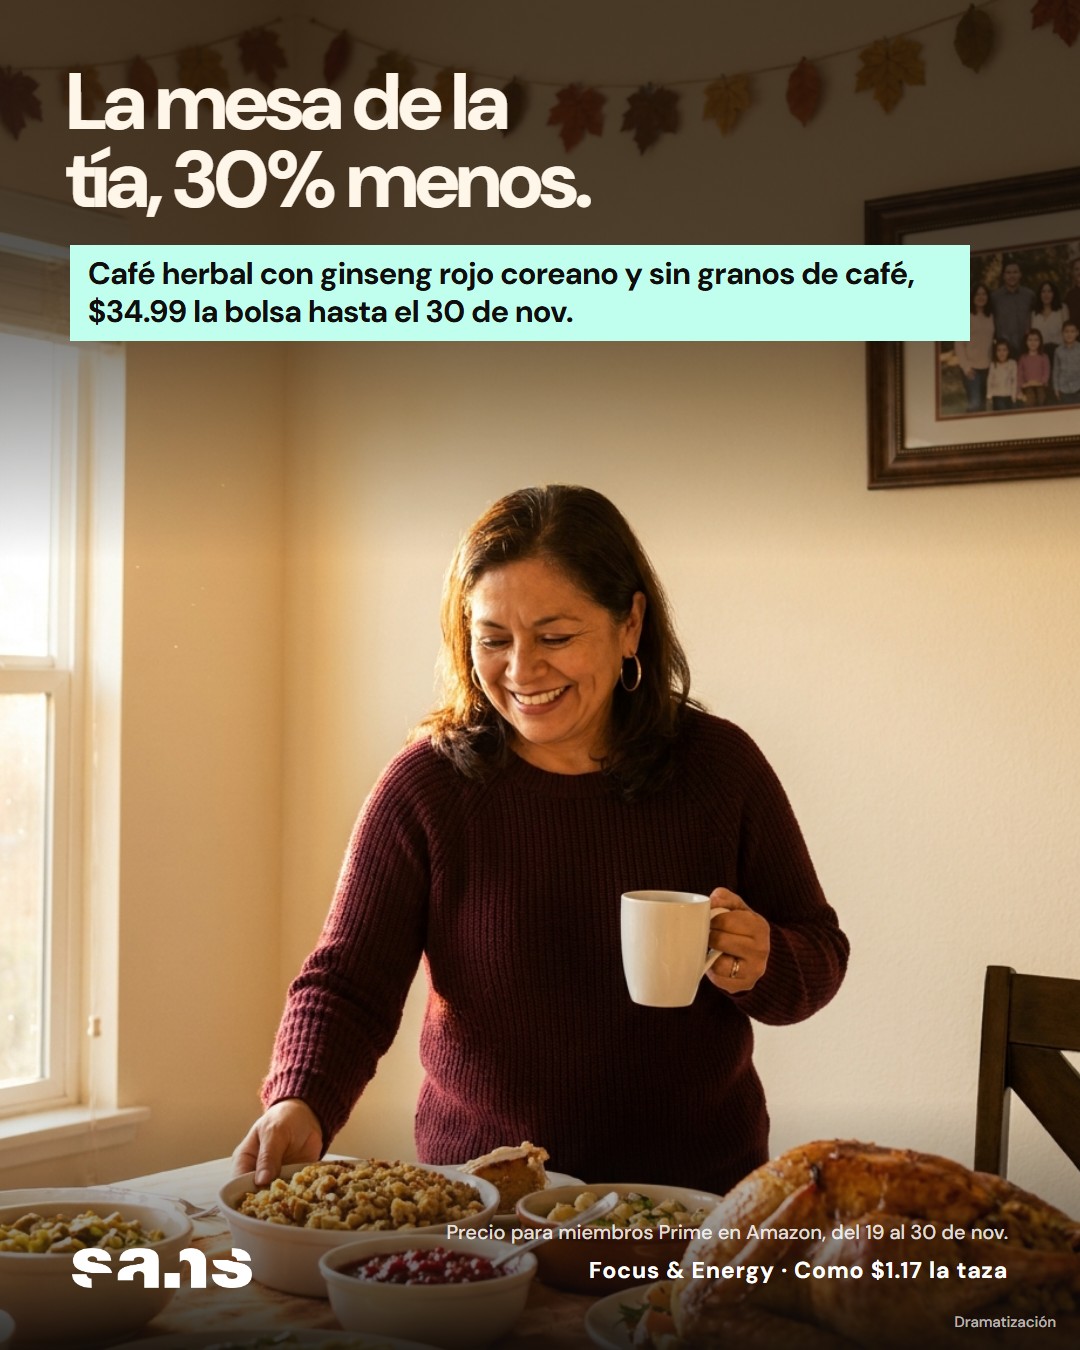 La mesa de la
tía, 30% menos.
Café herbal con ginseng rojo coreano y sin granos de café,
$34.99 la bolsa hasta el 30 de nov.
Precio para miembros Prime en Amazon, del 19 al 30 de nov.
sans
Focus & Energy · Como $1.17 la taza
Dramatización